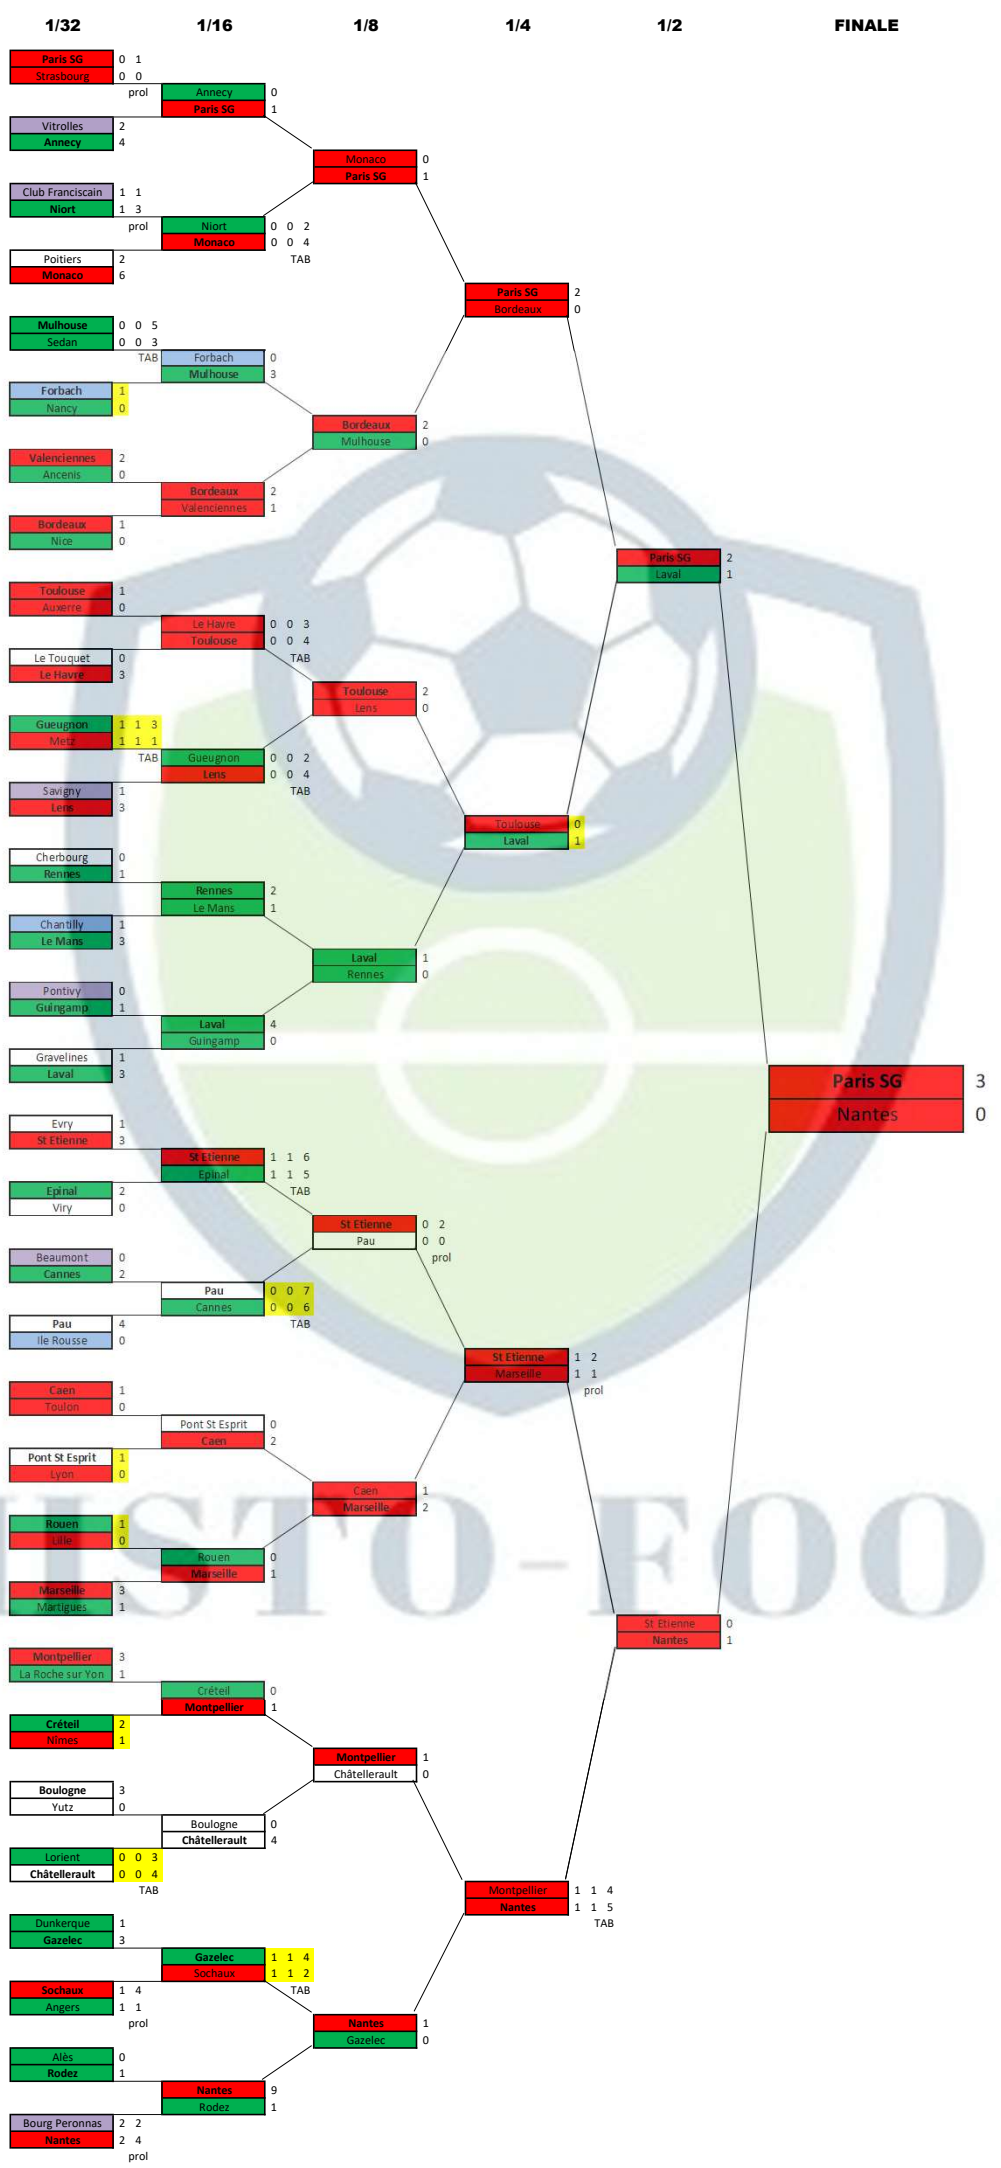 1/32 1/16 1/8 1/4 1/2 FINALE
Paris SG 0 1
Strasbourg 0 0
prol
Annecy 0
Paris SG 1
Vitrolles 2
Annecy 4
Monaco 0
Paris SG 1
Club Franciscain 1 1
Niort 1 3
prol
Niort 0 0 2
Monaco 0 0 4
TAB
Poitiers 2
Monaco 6
Paris SG 2
Bordeaux 0
Mulhouse 0 0 5
Sedan 0 0 3
TAB
Forbach 0
Mulhouse 3
Forbach 1
Nancy 0
Bordeaux 2
Mulhouse 0
Valenciennes 2
Ancenis 0
Bordeaux 2
Valenciennes 1
Bordeaux 1
Nice 0
Paris SG 2
Laval 1
Toulouse 1
Auxerre 0
Le Havre 0 0 3
Toulouse 0 0 4
TAB
Le Touquet 0
Le Havre 3
Toulouse 2
Lens 0
Gueugnon 1 1 3
Metz 1 1 1
TAB
Gueugnon 0 0 2
Lens 0 0 4
TAB
Savigny 1
Lens 3
Toulouse 0
Laval 1
Cherbourg 0
Rennes 1
Rennes 2
Le Mans 1
Chantilly 1
Le Mans 3
Laval 1
Rennes 0
Pontivy 0
Guingamp 1
Laval 4
Guingamp 0
Gravelines 1
Laval 3
Paris SG 3
Nantes 0
Evry 1
St Etienne 3
St Etienne 1 1 6
Epinal 1 1 5
TAB
Epinal 2
Viry 0
St Etienne 0 2
Pau 0 0
prol
Beaumont 0
Cannes 2
Pau 0 0 7
Cannes 0 0 6
TAB
Pau 4
Ile Rousse 0
St Etienne 1 2
Marseille 1 1
prol
Caen 1
Toulon 0
Pont St Esprit 0
Caen 2
Pont St Esprit 1
Lyon 0
Caen 1
Marseille 2
HISTO-FOO
Rouen 1
Lille 0
Rouen 0
Marseille 1
Marseille 3
Martigues 1
St Etienne 0
Nantes 1
Montpellier 3
La Roche sur Yon 1
Créteil 0
Montpellier 1
Créteil 2
Nîmes 1
Montpellier 1
Châtellerault 0
Boulogne 3
Yutz 0
Boulogne 0
Châtellerault 4
Lorient 0 0 3
Châtellerault 0 0 4
TAB
Montpellier 1 1 4
Nantes 1 1 5
TAB
Dunkerque 1
Gazelec 3
Gazelec 1 1 4
Sochaux 1 1 2
TAB
Sochaux 1 4
Angers 1 1
prol
Nantes 1
Gazelec 0
Alès 0
Rodez 1
Nantes 9
Rodez 1
Bourg Peronnas 2 2
Nantes 2 4
prol